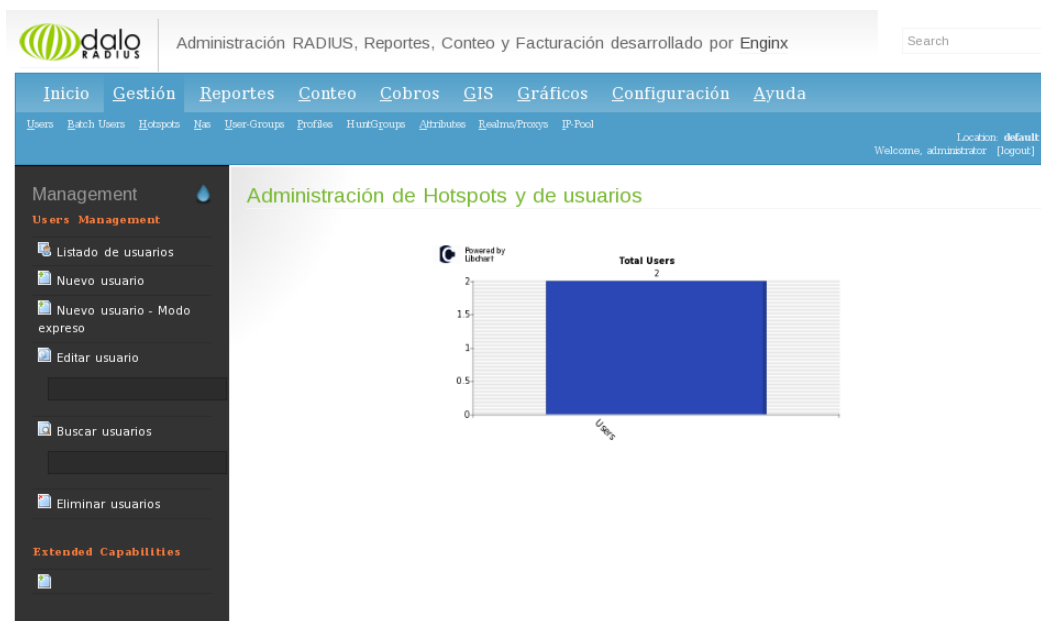 dalo
RADIUS
Administración RADIUS, Reportes, Conteo y Facturación desarrollado por Enginx
Search
Inicio Gestión Reportes Conteo Cobros GIS Gráficos Configuración Ayuda
Users Batch Users Hotspots Nas User-Groups Profiles HuntGroups Attributes Realms/Proxys IP-Pool
Location: default
Welcome, administrator [logout]
Management
Users Management
Listado de usuarios
Nuevo usuario
Nuevo usuario - Modo
expreso
Editar usuario
Buscar usuarios
Eliminar usuarios
Extended Capabilities
Administración de Hotspots y de usuarios
Powered by
Libchart
Total Users
2
2
1.5
1
0.5
0
Users